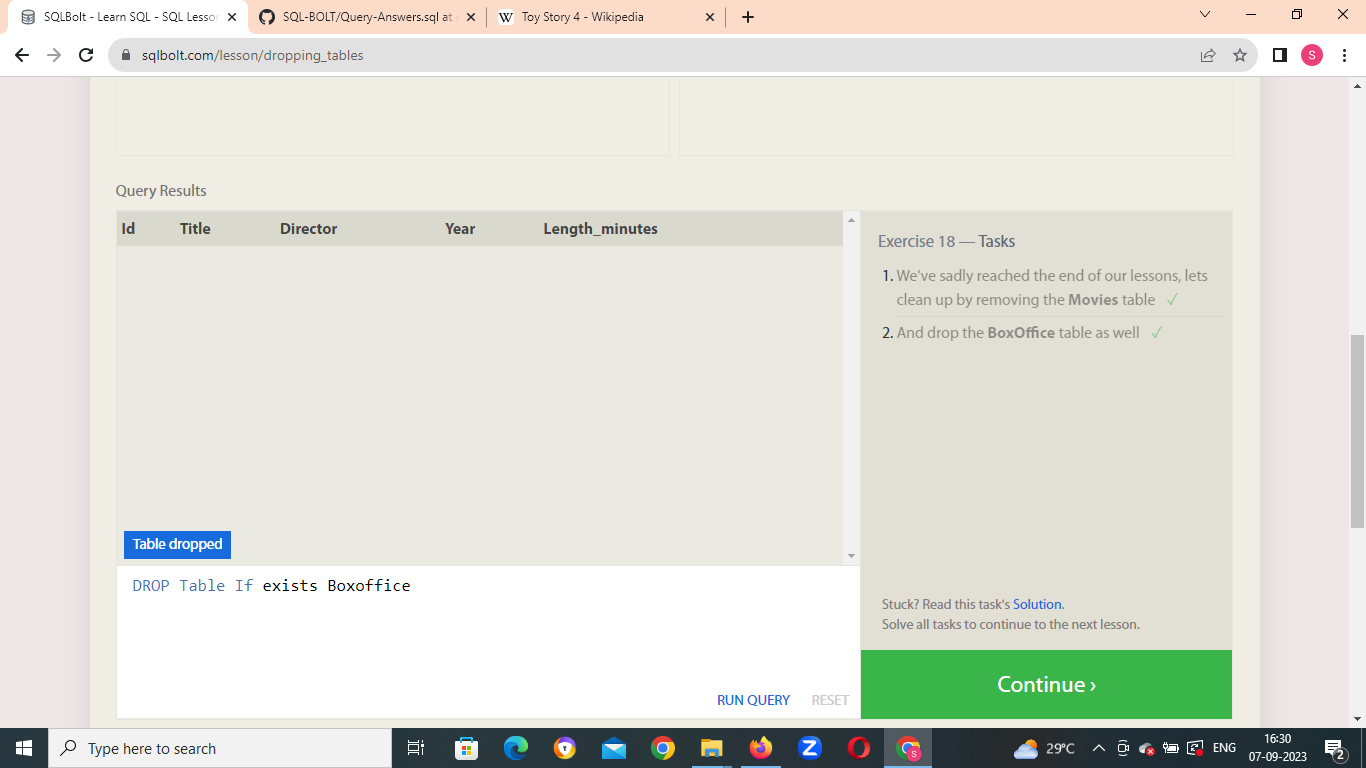 SQLBolt - Learn SQL - SQL Lesson
SQL-BOLT/Query-Answers.sql at
Toy Story 4 - Wikipedia
sqlbolt.com/lesson/dropping_tables
S
Query Results
Id Title Director Year Length_minutes
Exercise 18 — Tasks
1. We've sadly reached the end of our lessons, lets
clean up by removing the Movies table ✓
2. And drop the BoxOffice table as well ✓
Table dropped
DROP Table If exists Boxoffice
RUN QUERY RESET
Stuck? Read this task's Solution.
Solve all tasks to continue to the next lesson.
Continue ›
Type here to search
29°C
ENG
16:30
07-09-2023
2